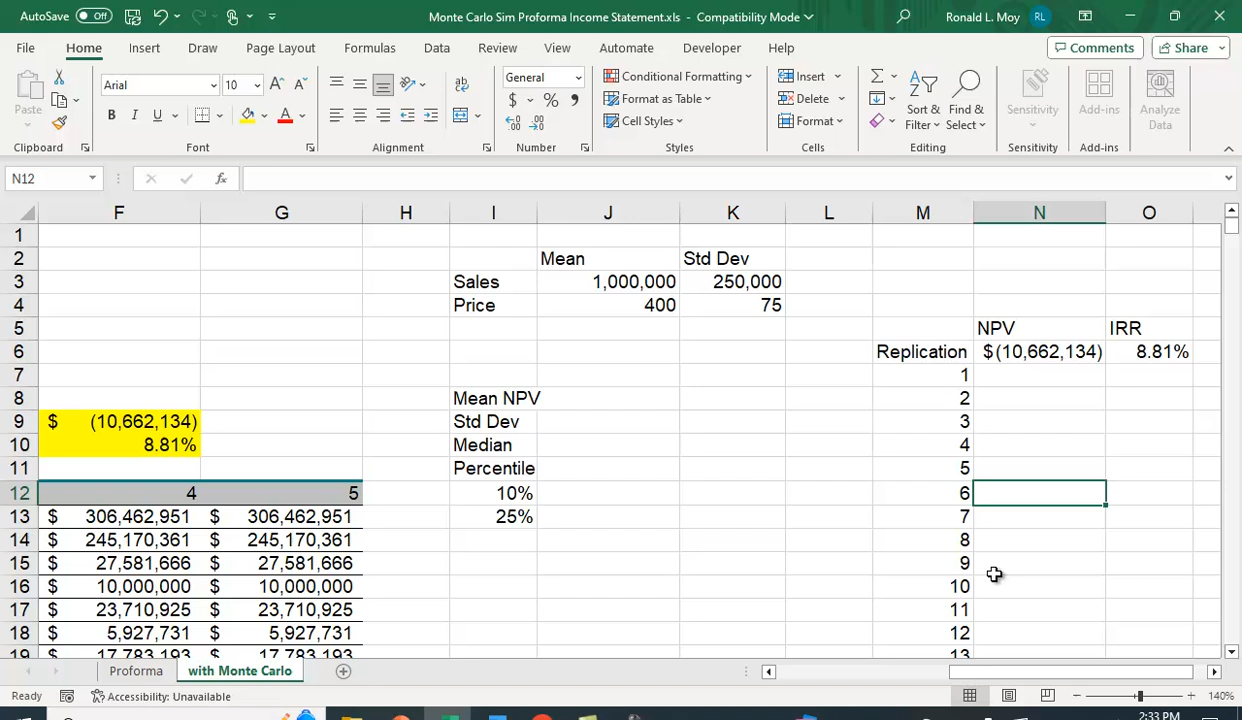 AutoSave Off Monte Carlo Sim Proforma Income Statement.xls - Compatibility Mode Ronald L. Moy RL
File Home Insert Draw Page Layout Formulas Data Review View Automate Developer Help Comments Share
Paste Arial 10 General Conditional Formatting Insert Sort & Filter Find & Select Sensitivity Add-ins Analyze Data
B I U A $ % Format as Table Delete
Cell Styles Format
Clipboard Font Alignment Number Styles Cells Editing Sensitivity Add-ins
N12 fx
F G H I J K L M N O
1
2 Mean Std Dev
3 Sales 1,000,000 250,000
4 Price 400 75
5 NPV IRR
6 Replication $(10,662,134) 8.81%
7 1
8 Mean NPV 2
9 $ (10,662,134) Std Dev 3
10 8.81% Median 4
11 Percentile 5
12 4 5 10% 6
13 $ 306,462,951 $ 306,462,951 25% 7
14 $ 245,170,361 $ 245,170,361 8
15 $ 27,581,666 $ 27,581,666 9
16 $ 10,000,000 $ 10,000,000 10
17 $ 23,710,925 $ 23,710,925 11
18 $ 5,927,731 $ 5,927,731 12
19 $ 17,783,193 $ 17,783,193 13
Proforma with Monte Carlo
Ready Accessibility: Unavailable 140%
2:33 PM